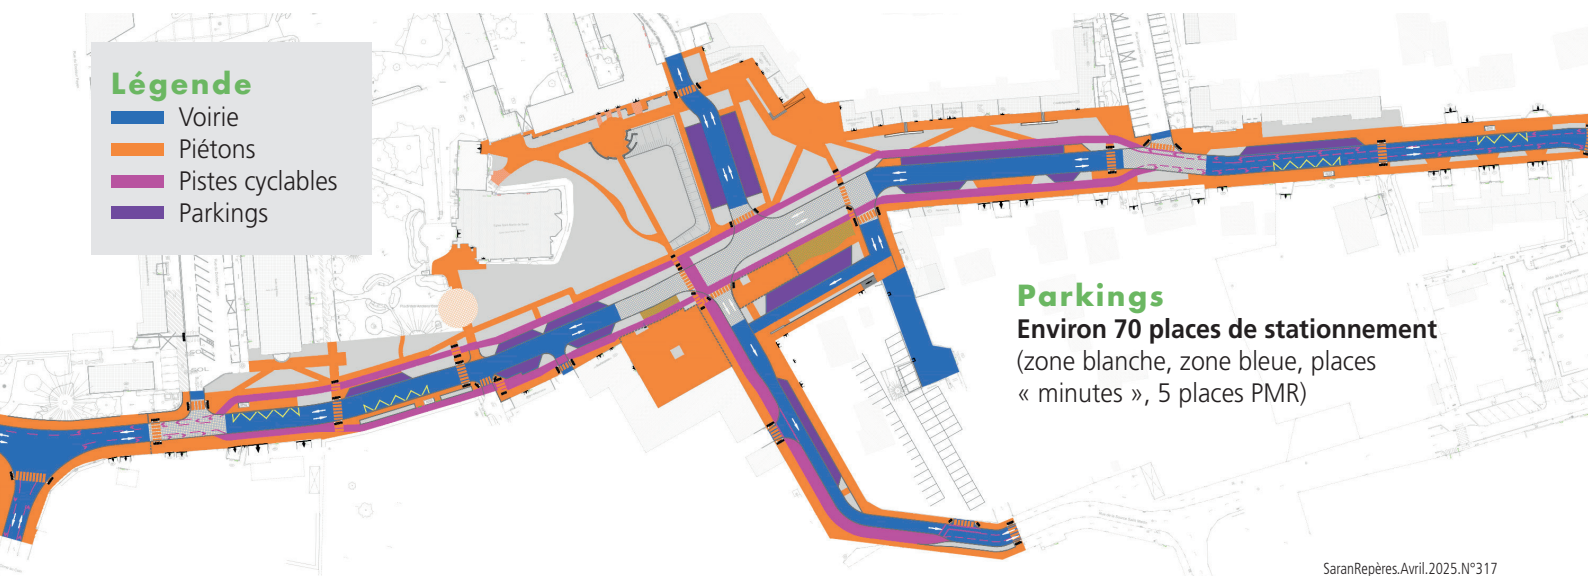 Légende
Voirie
Piétons
Pistes cyclables
Parkings
Parkings
Environ 70 places de stationnement
(zone blanche, zone bleue, places
« minutes », 5 places PMR)
SaranRepères.Avril.2025.N°317